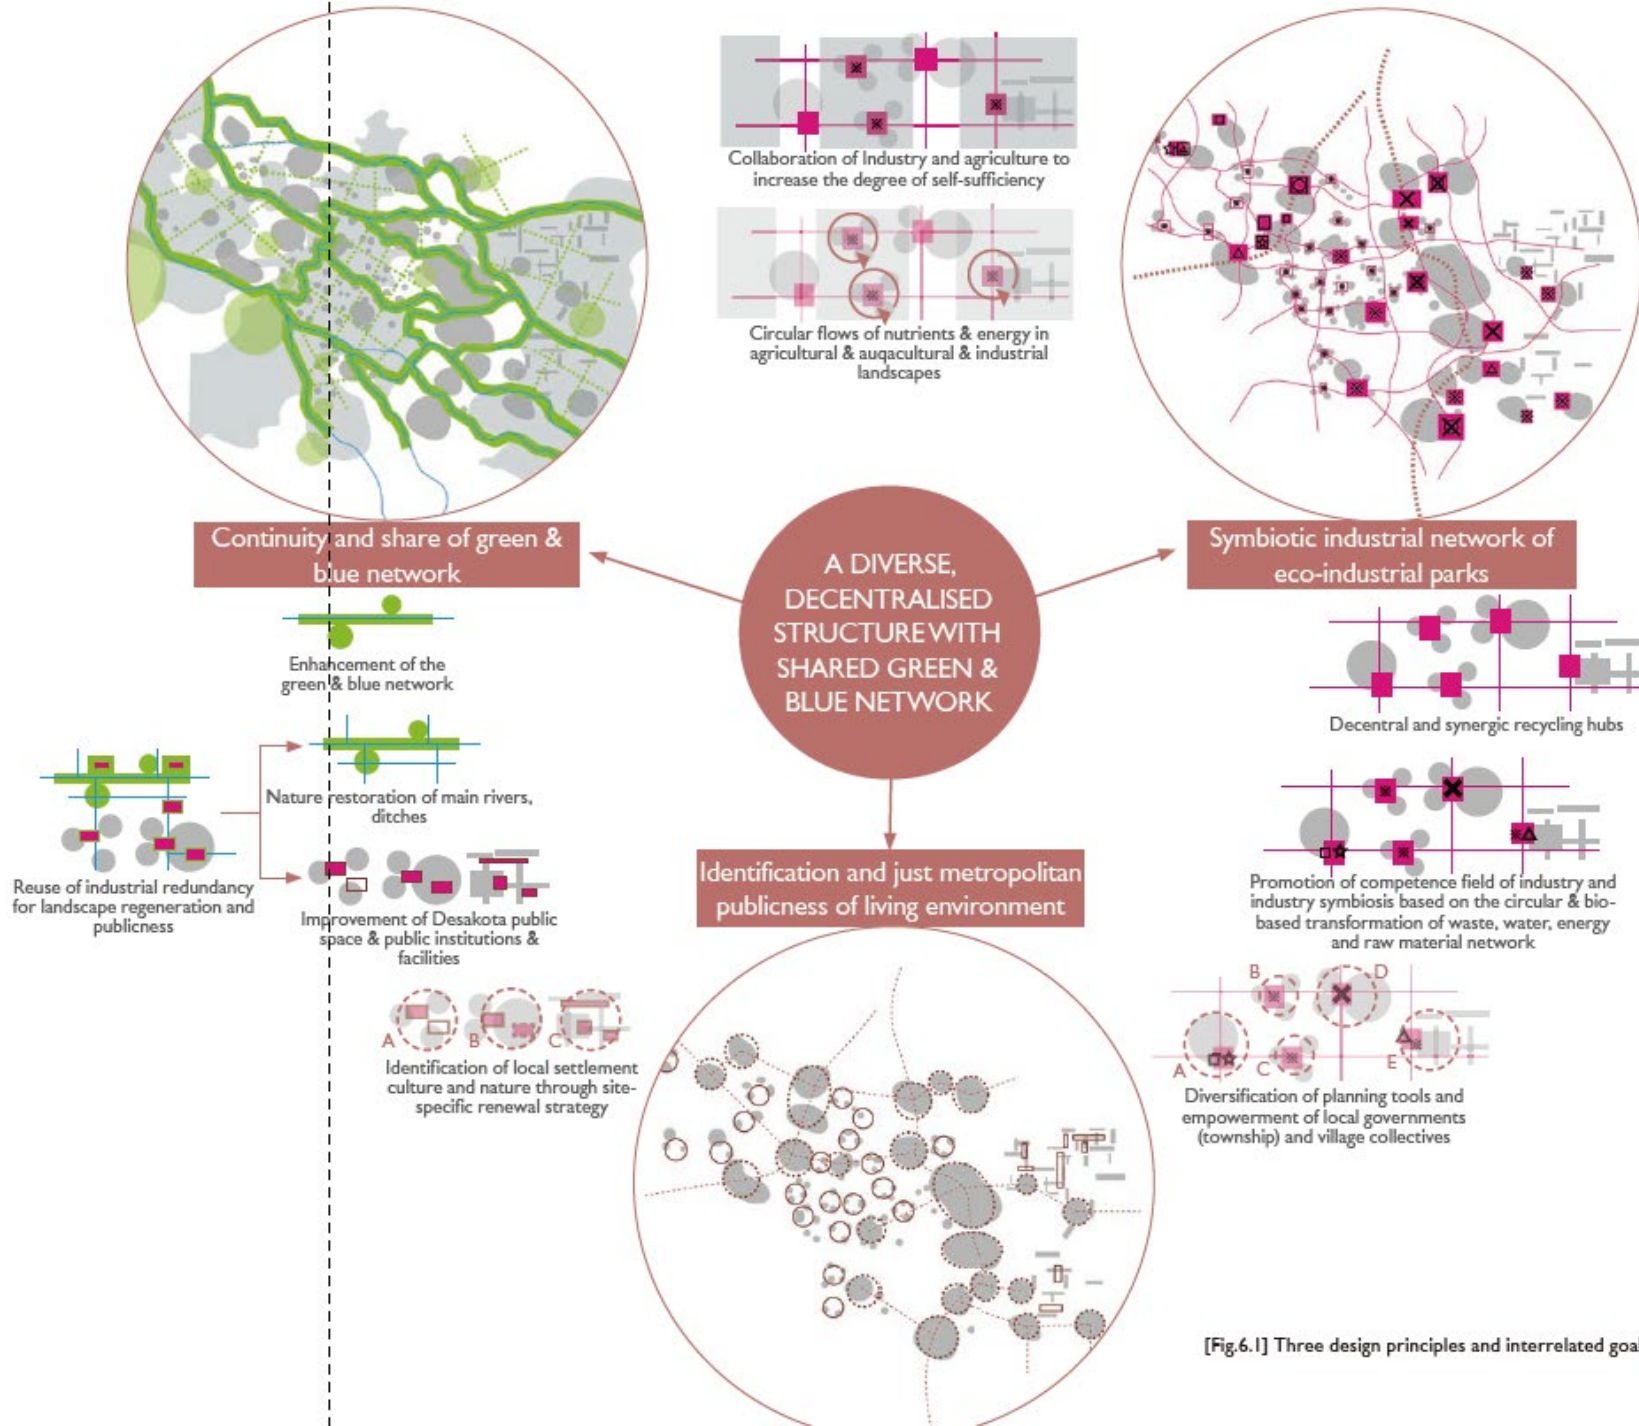 Collaboration of Industry and agriculture to
increase the degree of self-sufficiency
Circular flows of nutrients & energy in
agricultural & auqacultural & industrial
landscapes
Continuity and share of green &
blue network
A DIVERSE,
DECENTRALISED
STRUCTURE WITH
SHARED GREEN &
BLUE NETWORK
Symbiotic industrial network of
eco-industrial parks
Enhancement of the
green & blue network
Nature restoration of main rivers,
ditches
Reuse of industrial redundancy
for landscape regeneration and
publicness
Improvement of Desakota public
space & public institutions &
facilities
A B C
Identification of local settlement
culture and nature through site-
specific renewal strategy
Identification and just metropolitan
publicness of living environment
Decentral and synergic recycling hubs
Promotion of competence field of industry and
industry symbiosis based on the circular & bio-
based transformation of waste, water, energy
and raw material network
B D
A C E
Diversification of planning tools and
empowerment of local governments
(township) and village collectives
[Fig.6.1] Three design principles and interrelated goal